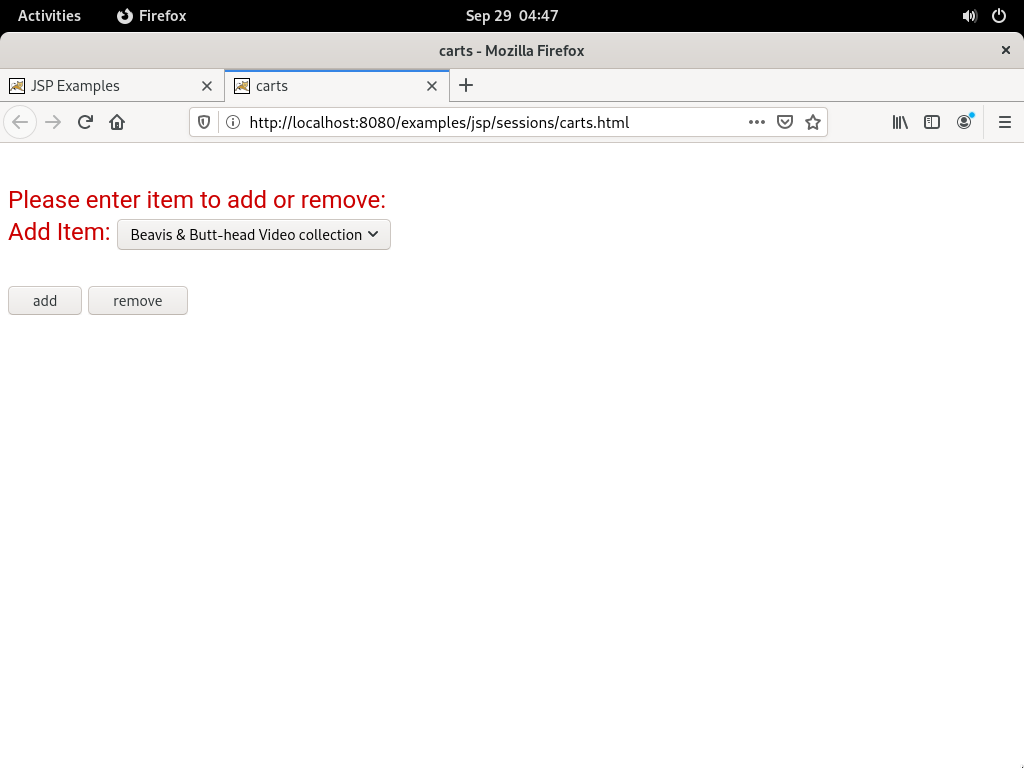 Activities Firefox Sep 29 04:47
carts - Mozilla Firefox
JSP Examples carts
http://localhost:8080/examples/jsp/sessions/carts.html
Please enter item to add or remove:
Add Item: Beavis & Butt-head Video collection
add remove